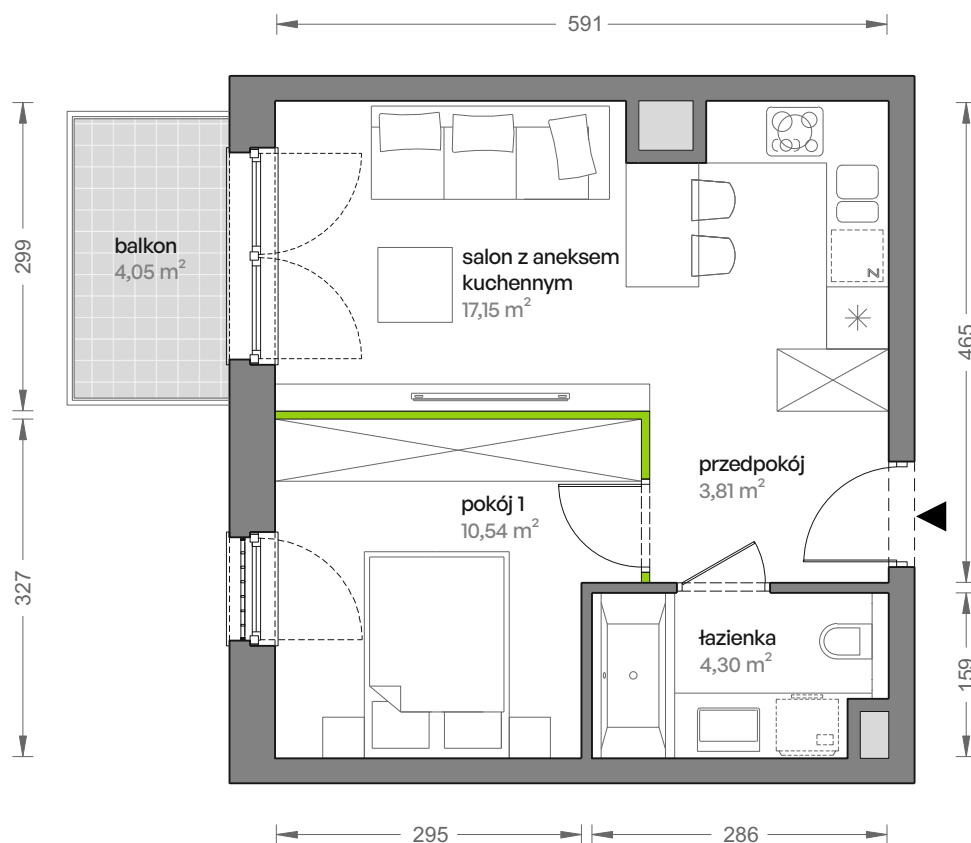 591
299
balkon
4,05 m²
salon z aneksem
kuchennym
17,15 m²
N
465
przedpokój
3,81 m²
pokój 1
10,54 m²
327
łazienka
4,30 m²
159
295
286